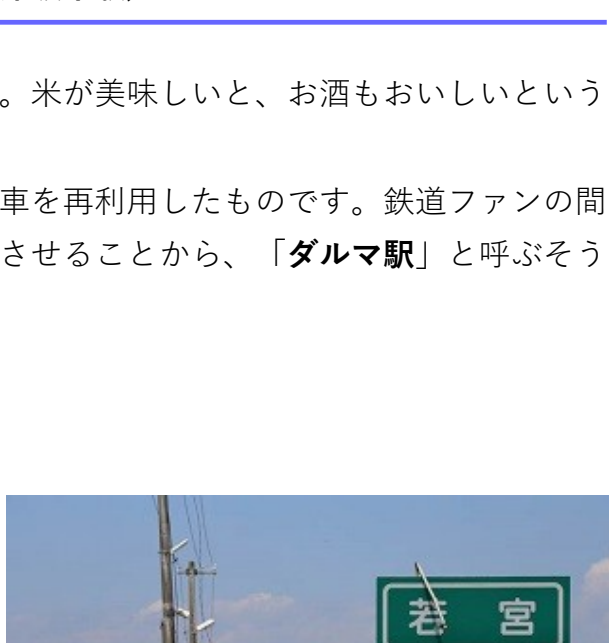 。米が美味しいと、お酒もおいしいという
車を再利用したものです。鉄道ファンの間
させることから、「ダルマ駅」と呼ぶそう
若宮